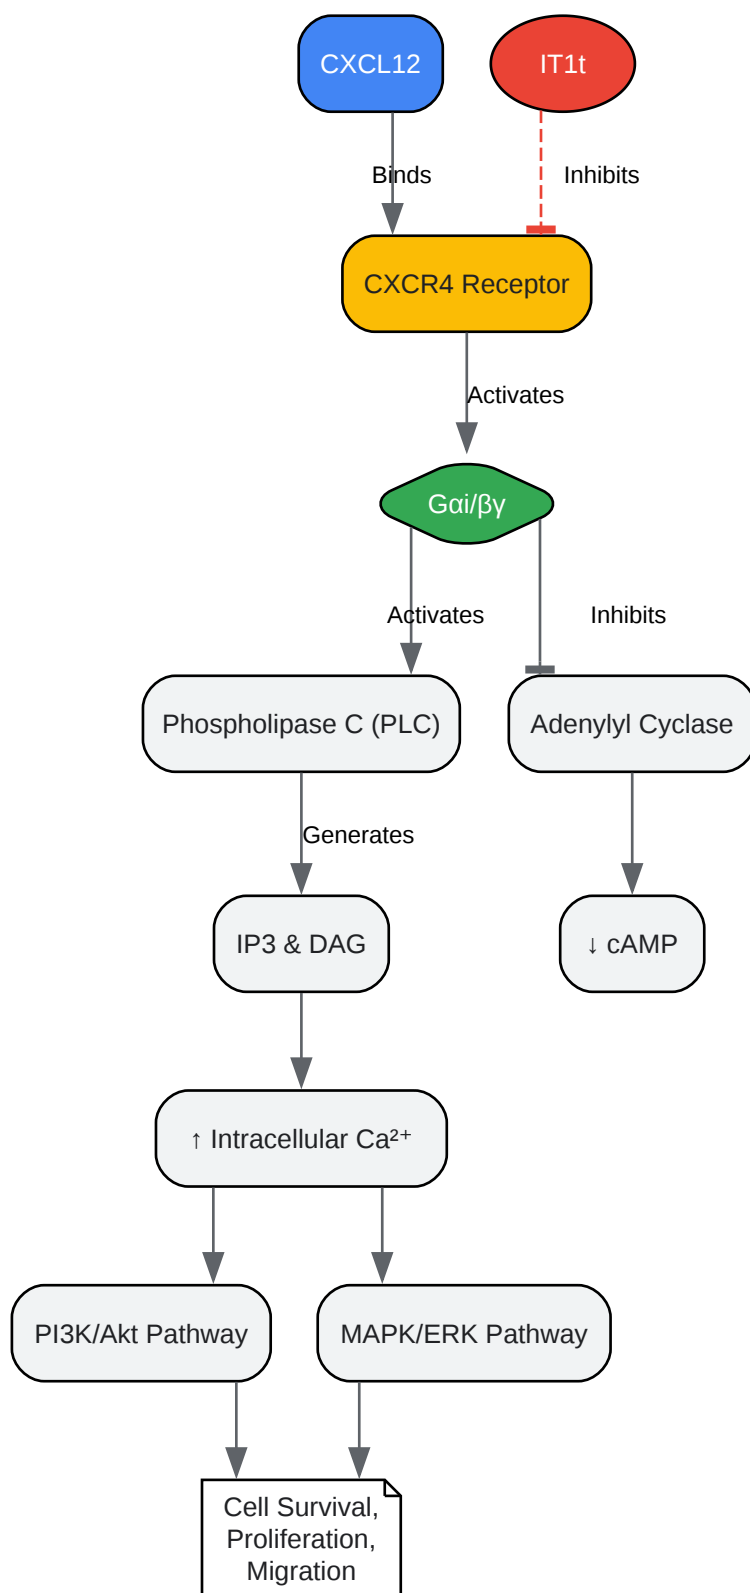 CXCL12
IT1t
Binds
Inhibits
CXCR4 Receptor
Activates
Gαi/βγ
Activates
Inhibits
Phospholipase C (PLC)
Adenylyl Cyclase
Generates
IP3 & DAG
↓ cAMP
↑ Intracellular Ca²⁺
PI3K/Akt Pathway
MAPK/ERK Pathway
Cell Survival,
Proliferation,
Migration